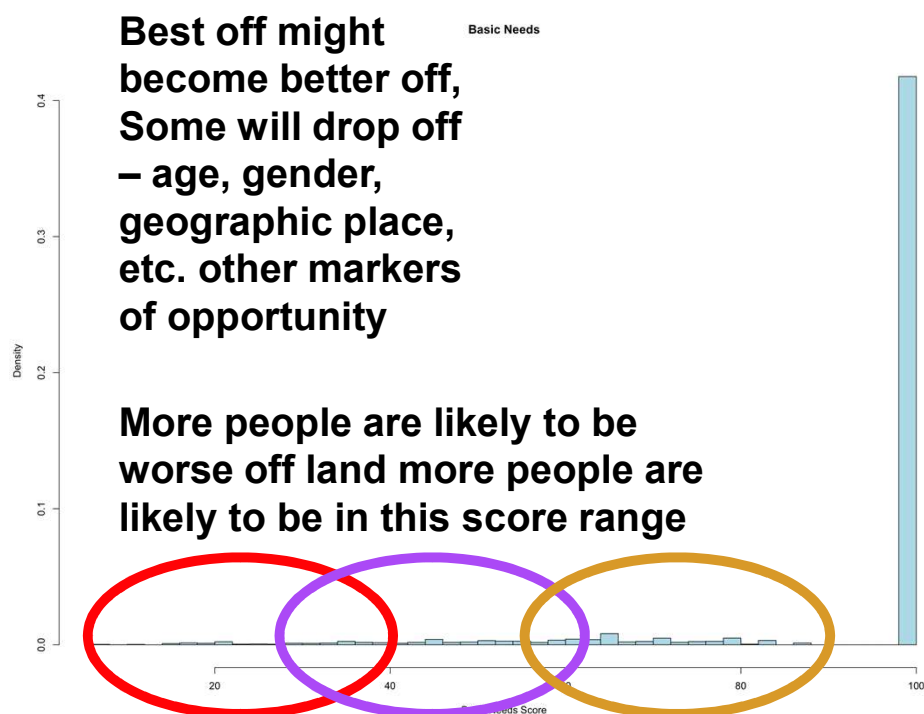 Basic Needs
Best off might
become better off,
Some will drop off
– age, gender,
geographic place,
etc. other markers
of opportunity
More people are likely to be
worse off land more people are
likely to be in this score range
Density
0.4
0.3
0.2
0.1
0.0
20
40
80
100
Score